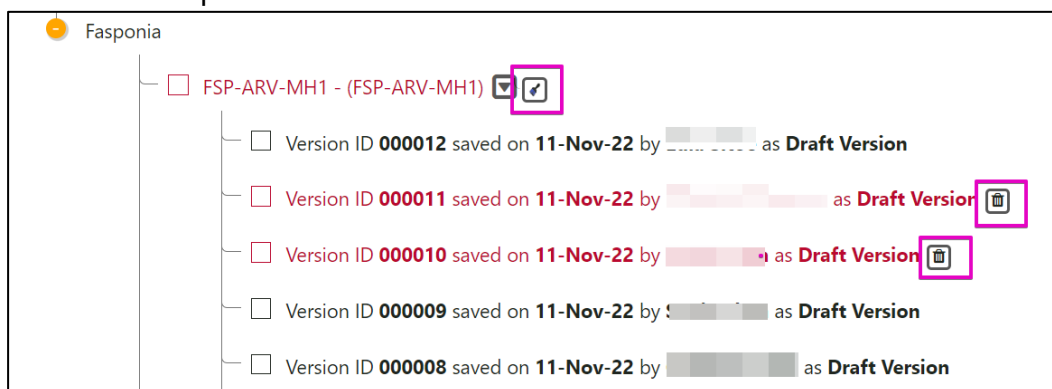 Fasponia
FSP-ARV-MH1 - (FSP-ARV-MH1)
Version ID 000012 saved on 11-Nov-22 by as Draft Version
Version ID 000011 saved on 11-Nov-22 by as Draft Version
Version ID 000010 saved on 11-Nov-22 by as Draft Version
Version ID 000009 saved on 11-Nov-22 by as Draft Version
Version ID 000008 saved on 11-Nov-22 by as Draft Version